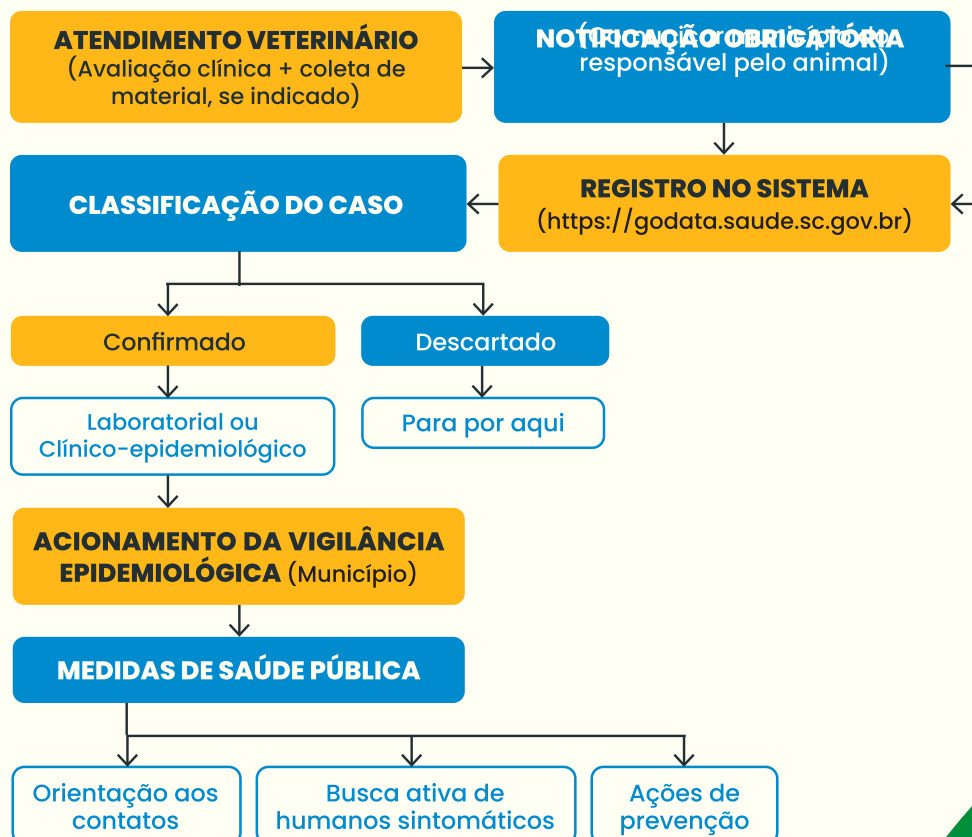 ATENDIMENTO VETERINÁRIO
(Avaliação clínica + coleta de
material, se indicado)
NOTIFICAÇÃO OBRIGATÓRIA
responsável pelo animal)
CLASSIFICAÇÃO DO CASO
REGISTRO NO SISTEMA
(https://godata.saude.sc.gov.br)
Confirmado
Descartado
Laboratorial ou
Clínico-epidemiológico
Para por aqui
ACIONAMENTO DA VIGILÂNCIA
EPIDEMIOLÓGICA (Município)
MEDIDAS DE SAÚDE PÚBLICA
Orientação aos
contatos
Busca ativa de
humanos sintomáticos
Ações de
prevenção